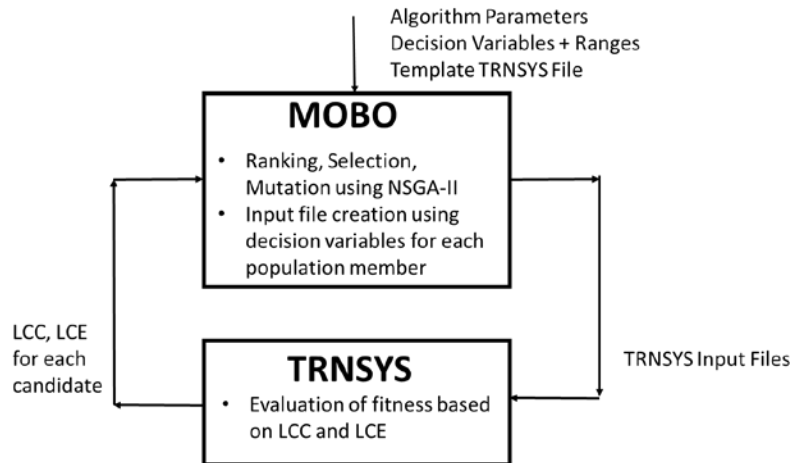 Algorithm Parameters
Decision Variables + Ranges
Template TRNSYS File
MOBO
• Ranking, Selection,
Mutation using NSGA-II
• Input file creation using
decision variables for each
population member
LCC, LCE
for each
candidate
TRNSYS Input Files
TRNSYS
• Evaluation of fitness based
on LCC and LCE